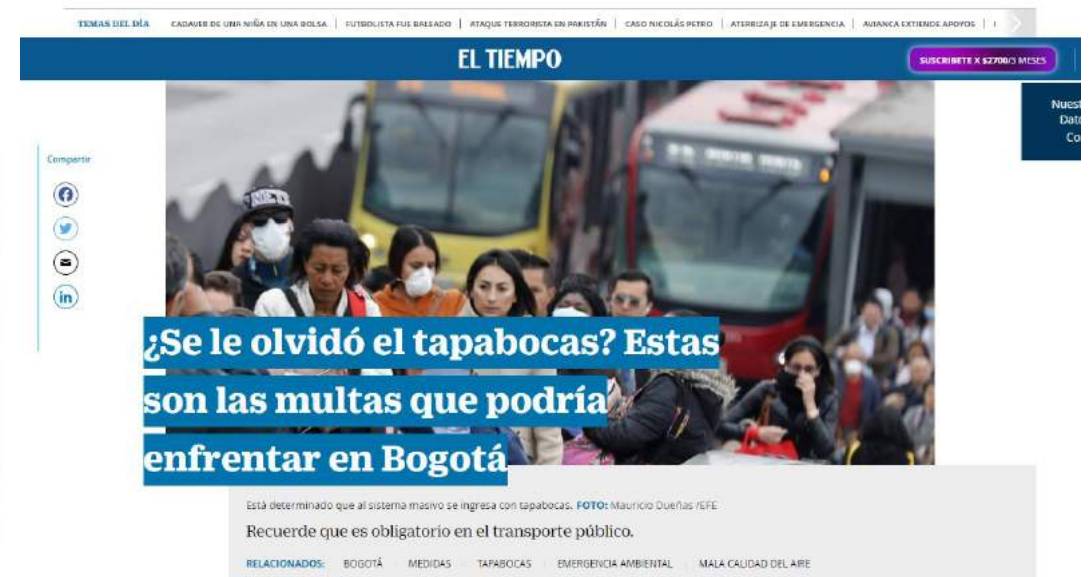 TEMAS DEL DÍA CADAVER DE UNA NIÑA EN UNA BOLSA | FUTBOLISTA FUE BALEADO | ATAQUE TERRORISTA EN PAKISTÁN | CASO NICOLÁS PETRO | ATERRIZAJE DE EMERGENCIA | AVIANCA EXTIENDE APOYOS |
EL TIEMPO
SUSCRIBETE X $2700/3 MESES
Compartir
¿Se le olvidó el tapabocas? Estas
son las multas que podría
enfrentar en Bogotá
Está determinado que al sistema masivo se ingresa con tapabocas. FOTO: Mauricio Dueñas /EFE
Recuerde que es obligatorio en el transporte público.
RELACIONADOS: BOGOTÁ MEDIDAS TAPABOCAS EMERGENCIA AMBIENTAL MALA CALIDAD DEL AIRE